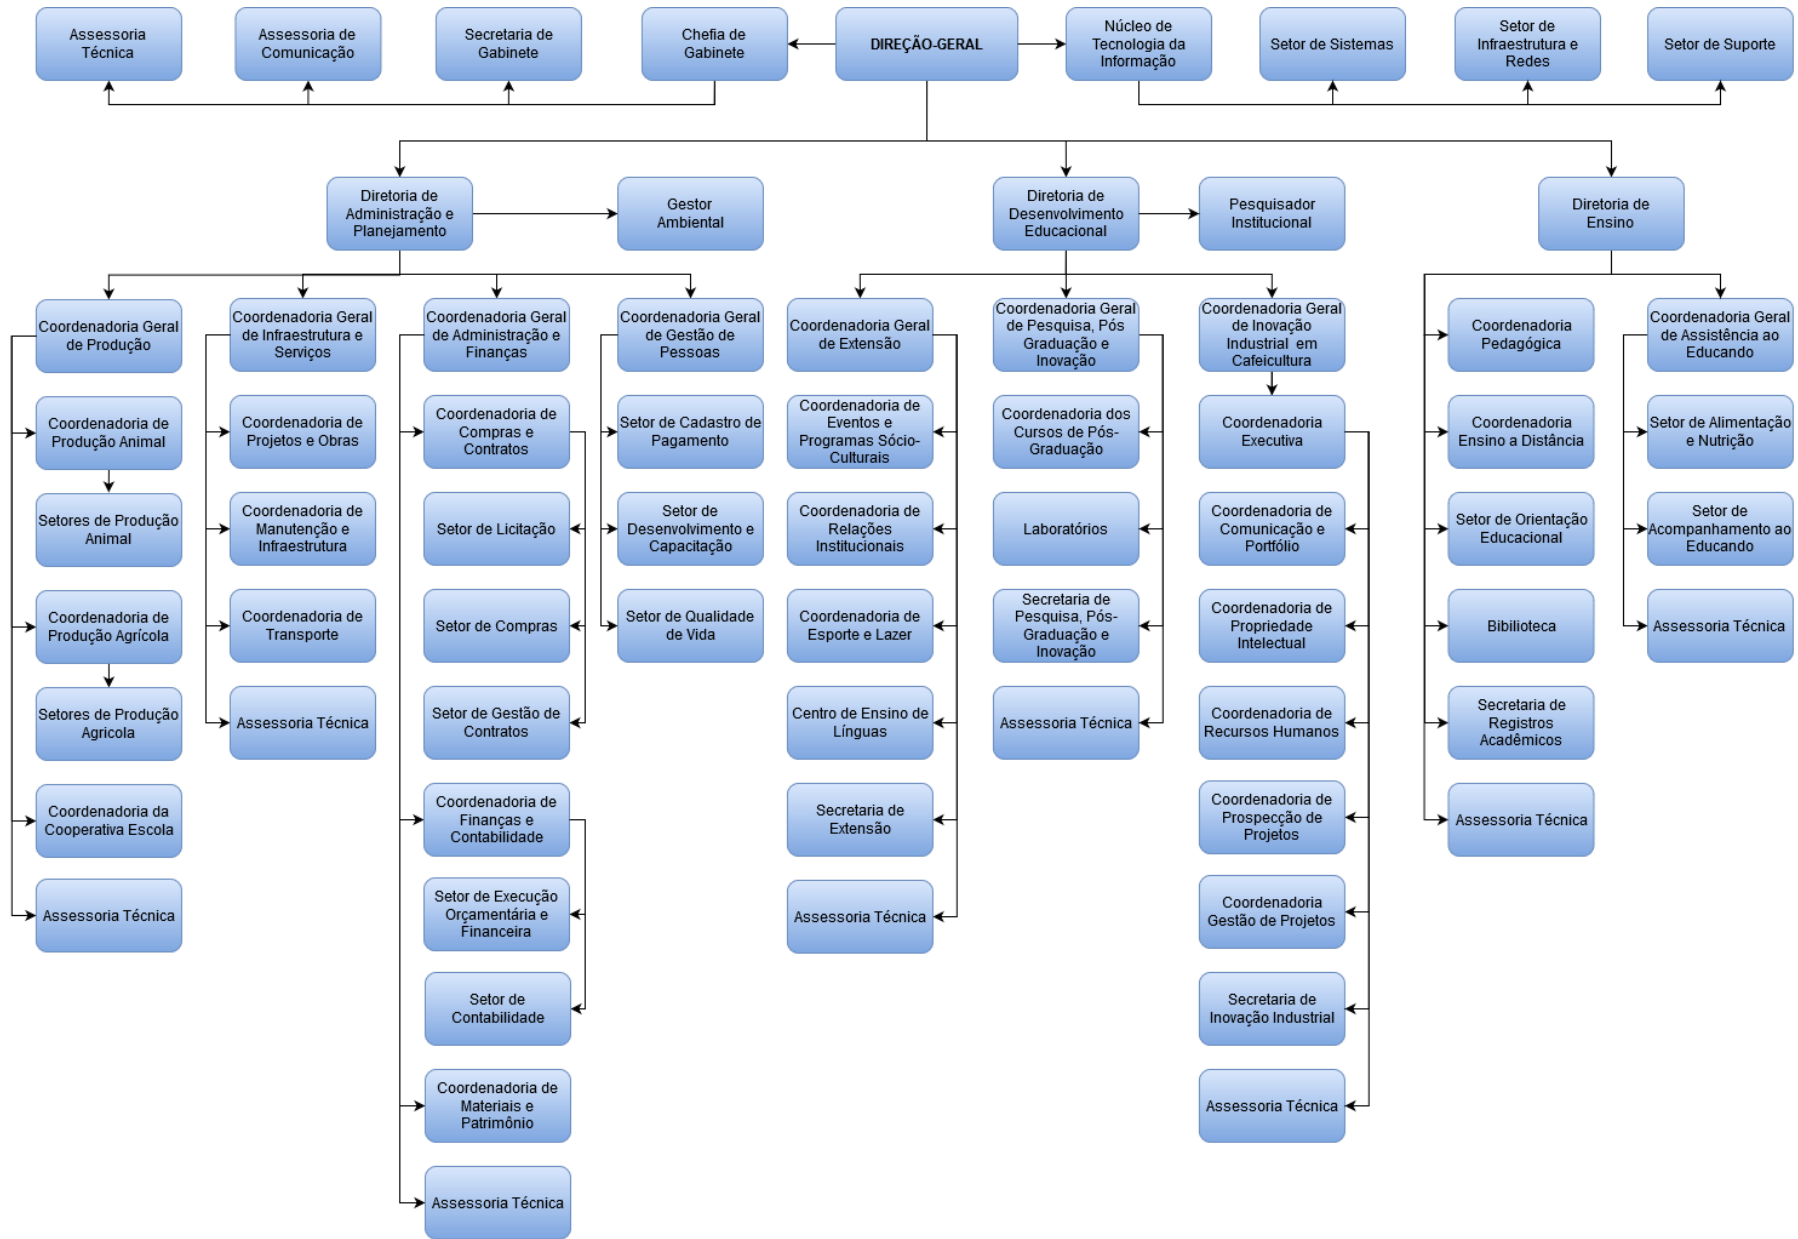 Assessoria
Técnica
Assessoria de
Comunicação
Secretaria de
Gabinete
Chefia de
Gabinete
DIREÇÃO-GERAL
Núcleo de
Tecnologia da
Informação
Setor de Sistemas
Setor de
Infraestrutura e
Redes
Setor de Suporte
Diretoria de
Administração e
Planejamento
Gestor
Ambiental
Diretoria de
Desenvolvimento
Educacional
Pesquisador
Institucional
Diretoria de
Ensino
Coordenadoria Geral
de Produção
Coordenadoria de
Produção Animal
Setores de Produção
Animal
Coordenadoria de
Produção Agrícola
Setores de Produção
Agricola
Coordenadoria da
Cooperativa Escola
Assessoria Técnica
Coordenadoria Geral
de Infraestrutura e
Serviços
Coordenadoria de
Projetos e Obras
Coordenadoria de
Manutenção e
Infraestrutura
Coordenadoria de
Transporte
Assessoria Técnica
Coordenadoria Geral
de Administração e
Finanças
Coordenadoria de
Compras e
Contratos
Setor de Licitação
Setor de Compras
Setor de Gestão de
Contratos
Coordenadoria de
Finanças e
Contabilidade
Setor de Execução
Orçamentária e
Financeira
Setor de
Contabilidade
Coordenadoria de
Materiais e
Patrimônio
Assessoria Técnica
Coordenadoria Geral
de Gestão de
Pessoas
Setor de Cadastro de
Pagamento
Setor de
Desenvolvimento e
Capacitação
Setor de Qualidade
de Vida
Coordenadoria Geral
de Extensão
Coordenadoria de
Eventos e
Programas Sócio-
Culturais
Coordenadoria de
Relações
Institucionais
Coordenadoria de
Esporte e Lazer
Centro de Ensino de
Línguas
Secretaria de
Extensão
Assessoria Técnica
Coordenadoria Geral
de Pesquisa, Pós
Graduação e
Inovação
Coordenadoria dos
Cursos de Pós-
Graduação
Laboratórios
Secretaria de
Pesquisa, Pós-
Graduação e
Inovação
Assessoria Técnica
Coordenadoria Geral
de Inovação
Industrial em
Cafeicultura
Coordenadoria
Executiva
Coordenadoria de
Comunicação e
Portfólio
Coordenadoria de
Propriedade
Intelectual
Coordenadoria de
Recursos Humanos
Coordenadoria de
Prospecção de
Projetos
Coordenadoria
Gestão de Projetos
Secretaria de
Inovação Industrial
Assessoria Técnica
Coordenadoria
Pedagógica
Coordenadoria
Ensino a Distância
Setor de Orientação
Educacional
Bibilioteca
Secretaria de
Registros
Acadêmicos
Assessoria Técnica
Coordenadoria Geral
de Assistência ao
Educando
Setor de Alimentação
e Nutrição
Setor de
Acompanhamento ao
Educando
Assessoria Técnica